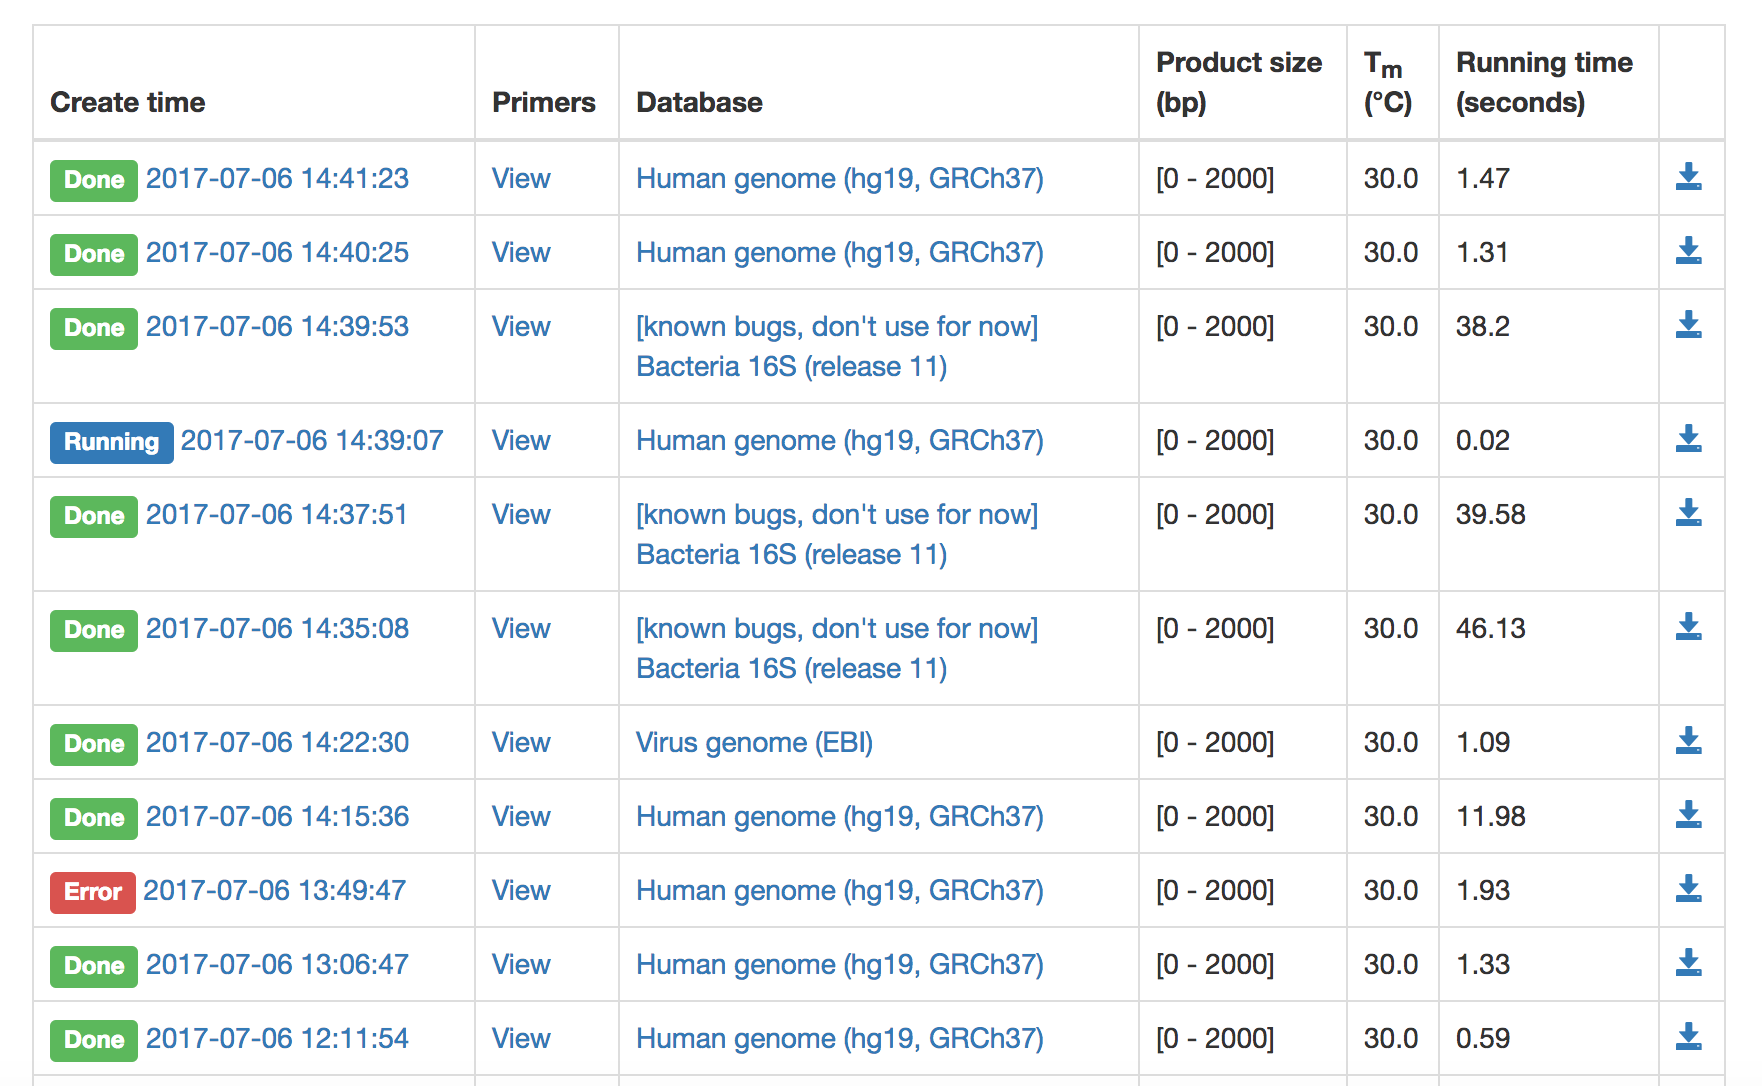 Create time Primers Database Product size (bp) Tm (°C) Running time (seconds)
Done 2017-07-06 14:41:23 View Human genome (hg19, GRCh37) [0 - 2000] 30.0 1.47
Done 2017-07-06 14:40:25 View Human genome (hg19, GRCh37) [0 - 2000] 30.0 1.31
Done 2017-07-06 14:39:53 View [known bugs, don't use for now] [0 - 2000] 30.0 38.2
Bacteria 16S (release 11)
Running 2017-07-06 14:39:07 View Human genome (hg19, GRCh37) [0 - 2000] 30.0 0.02
Done 2017-07-06 14:37:51 View [known bugs, don't use for now] [0 - 2000] 30.0 39.58
Bacteria 16S (release 11)
Done 2017-07-06 14:35:08 View [known bugs, don't use for now] [0 - 2000] 30.0 46.13
Bacteria 16S (release 11)
Done 2017-07-06 14:22:30 View Virus genome (EBI) [0 - 2000] 30.0 1.09
Done 2017-07-06 14:15:36 View Human genome (hg19, GRCh37) [0 - 2000] 30.0 11.98
Error 2017-07-06 13:49:47 View Human genome (hg19, GRCh37) [0 - 2000] 30.0 1.93
Done 2017-07-06 13:06:47 View Human genome (hg19, GRCh37) [0 - 2000] 30.0 1.33
Done 2017-07-06 12:11:54 View Human genome (hg19, GRCh37) [0 - 2000] 30.0 0.59